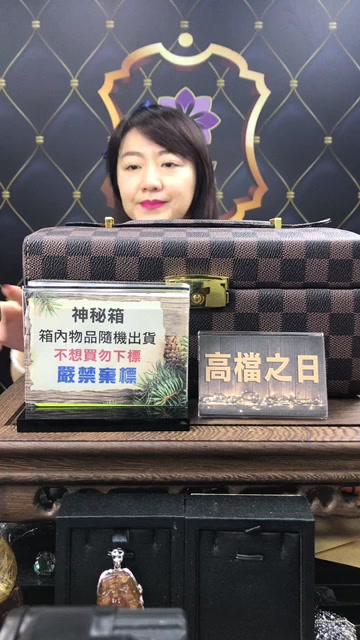 神秘箱
箱內物品隨機出貨
不想買勿下標
嚴禁棄標
高檔之日